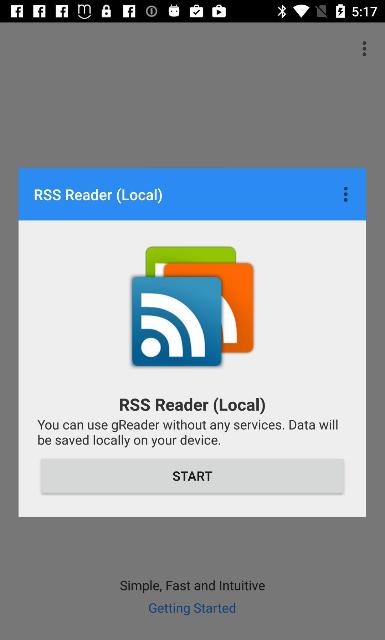 5:17
RSS Reader (Local)
RSS Reader (Local)
You can use gReader without any services. Data will
be saved locally on your device.
START
Simple, Fast and Intuitive
Getting Started